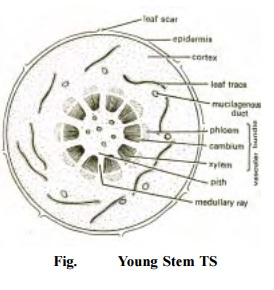 leaf scar
epidermis
cortex
leaf trace
mucilagenous
duct
phloem
cambium
xylem
pith
medullary ray
vascular bundle
Fig. Young Stem TS